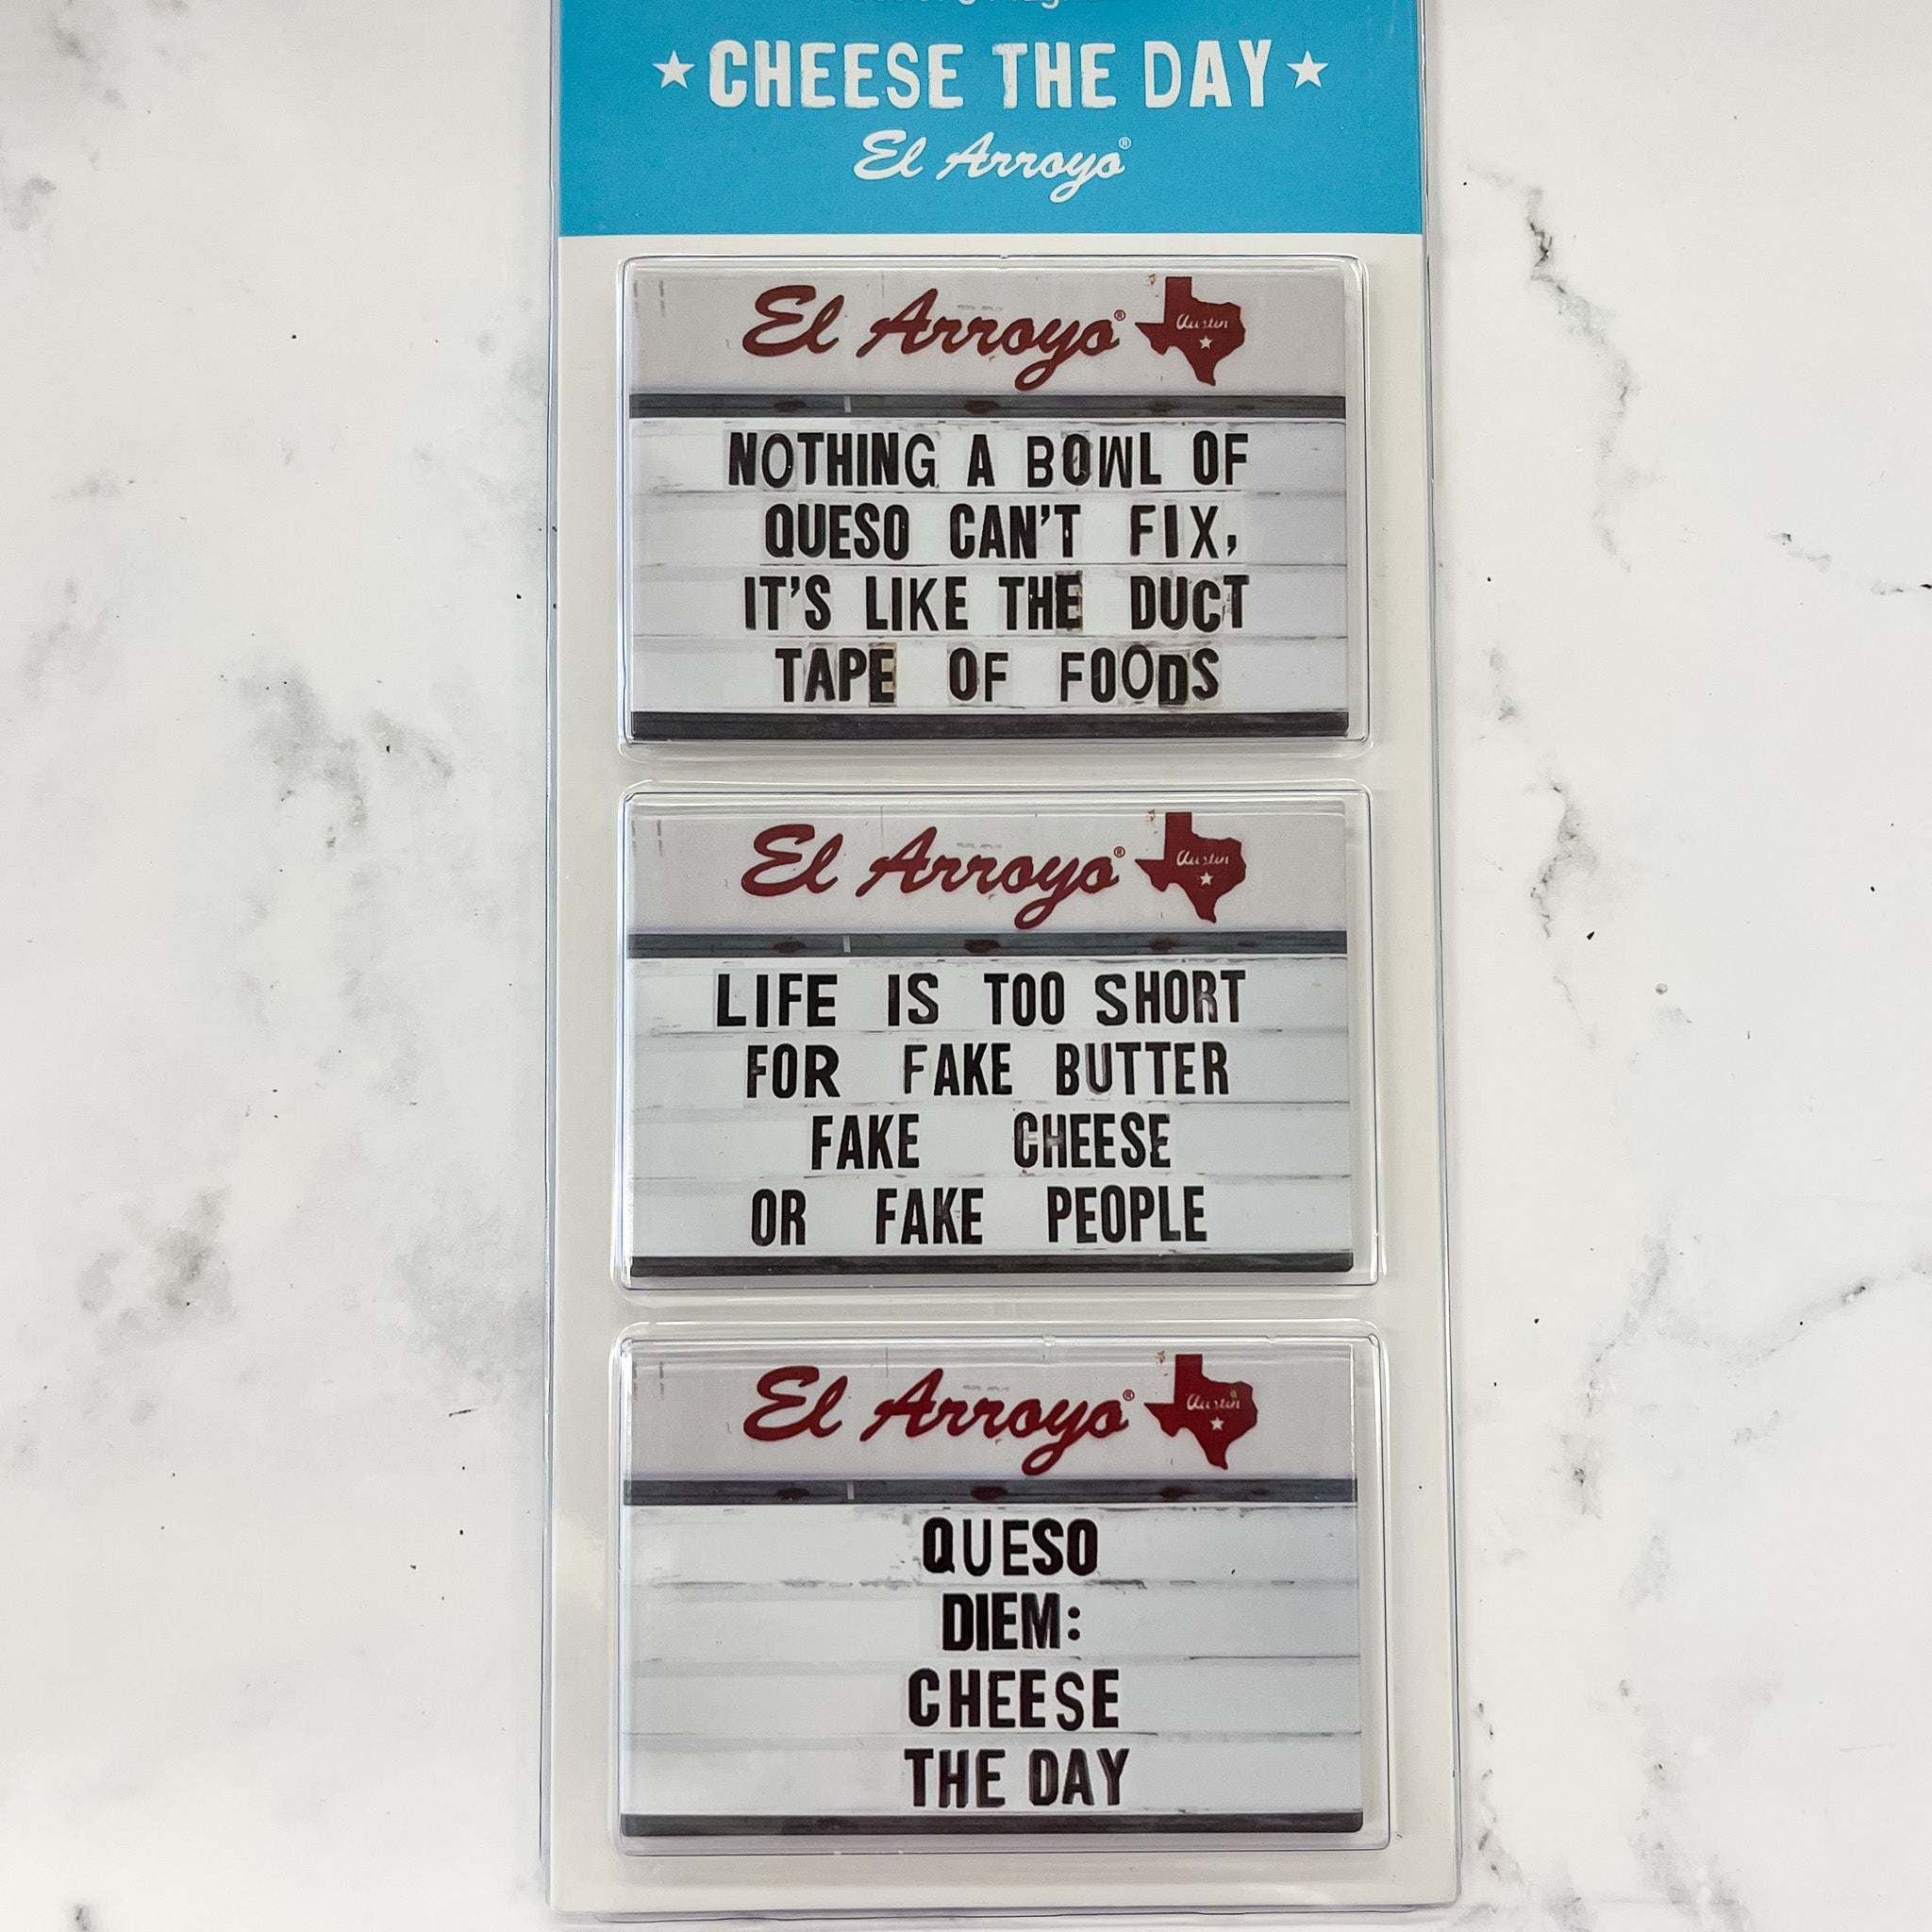 CHEESE THE DAY
El Arroyo®
El Arroyo®
Austin
NOTHING A BOWL OF
QUESO CAN'T FIX,
IT'S LIKE THE DUCT
TAPE OF FOODS
El Arroyo®
Austin
LIFE IS TOO SHORT
FOR FAKE BUTTER
FAKE CHEESE
OR FAKE PEOPLE
El Arroyo®
Austin
QUESO
DIEM:
CHEESE
THE DAY